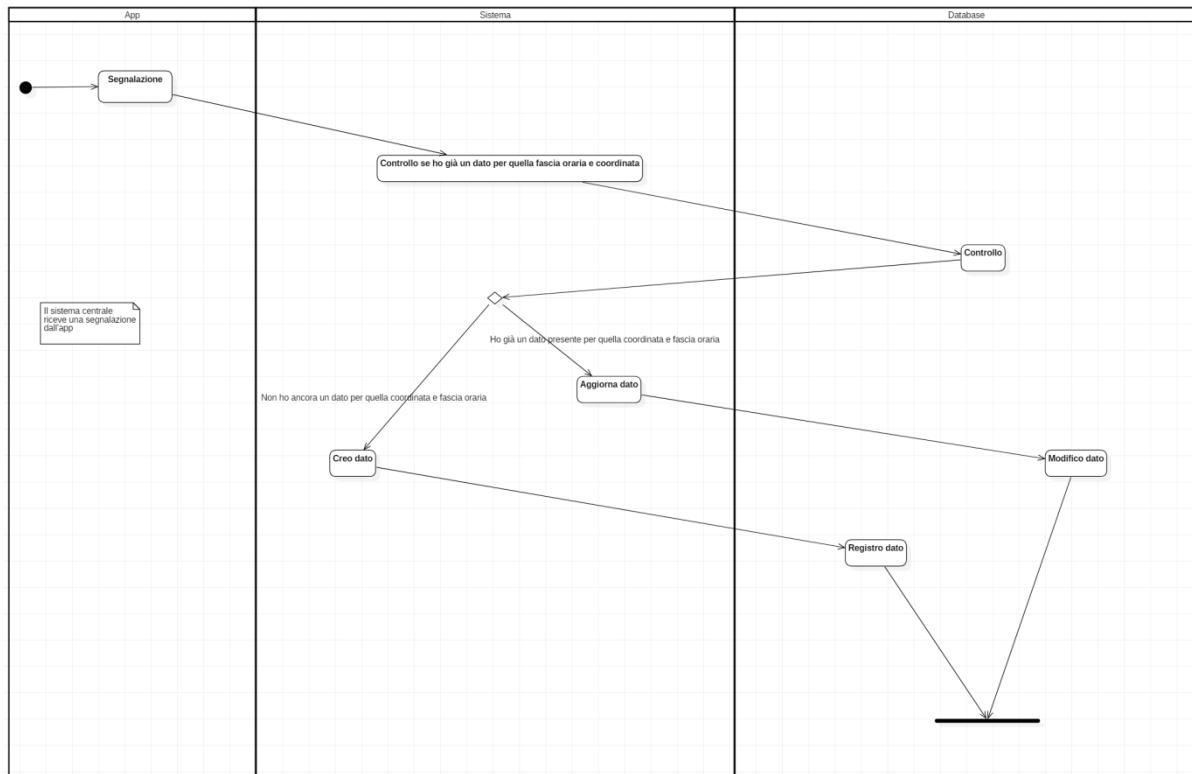 App
Sistema
Database
Segnalazione
Controllo se ho già un dato per quella fascia oraria e coordinata
Controllo
Il sistema centrale
riceve una segnalazione
dall'app
Ho già un dato presente per quella coordinata e fascia oraria
Aggiorna dato
Non ho ancora un dato per quella coordinata e fascia oraria
Creo dato
Modifico dato
Registro dato